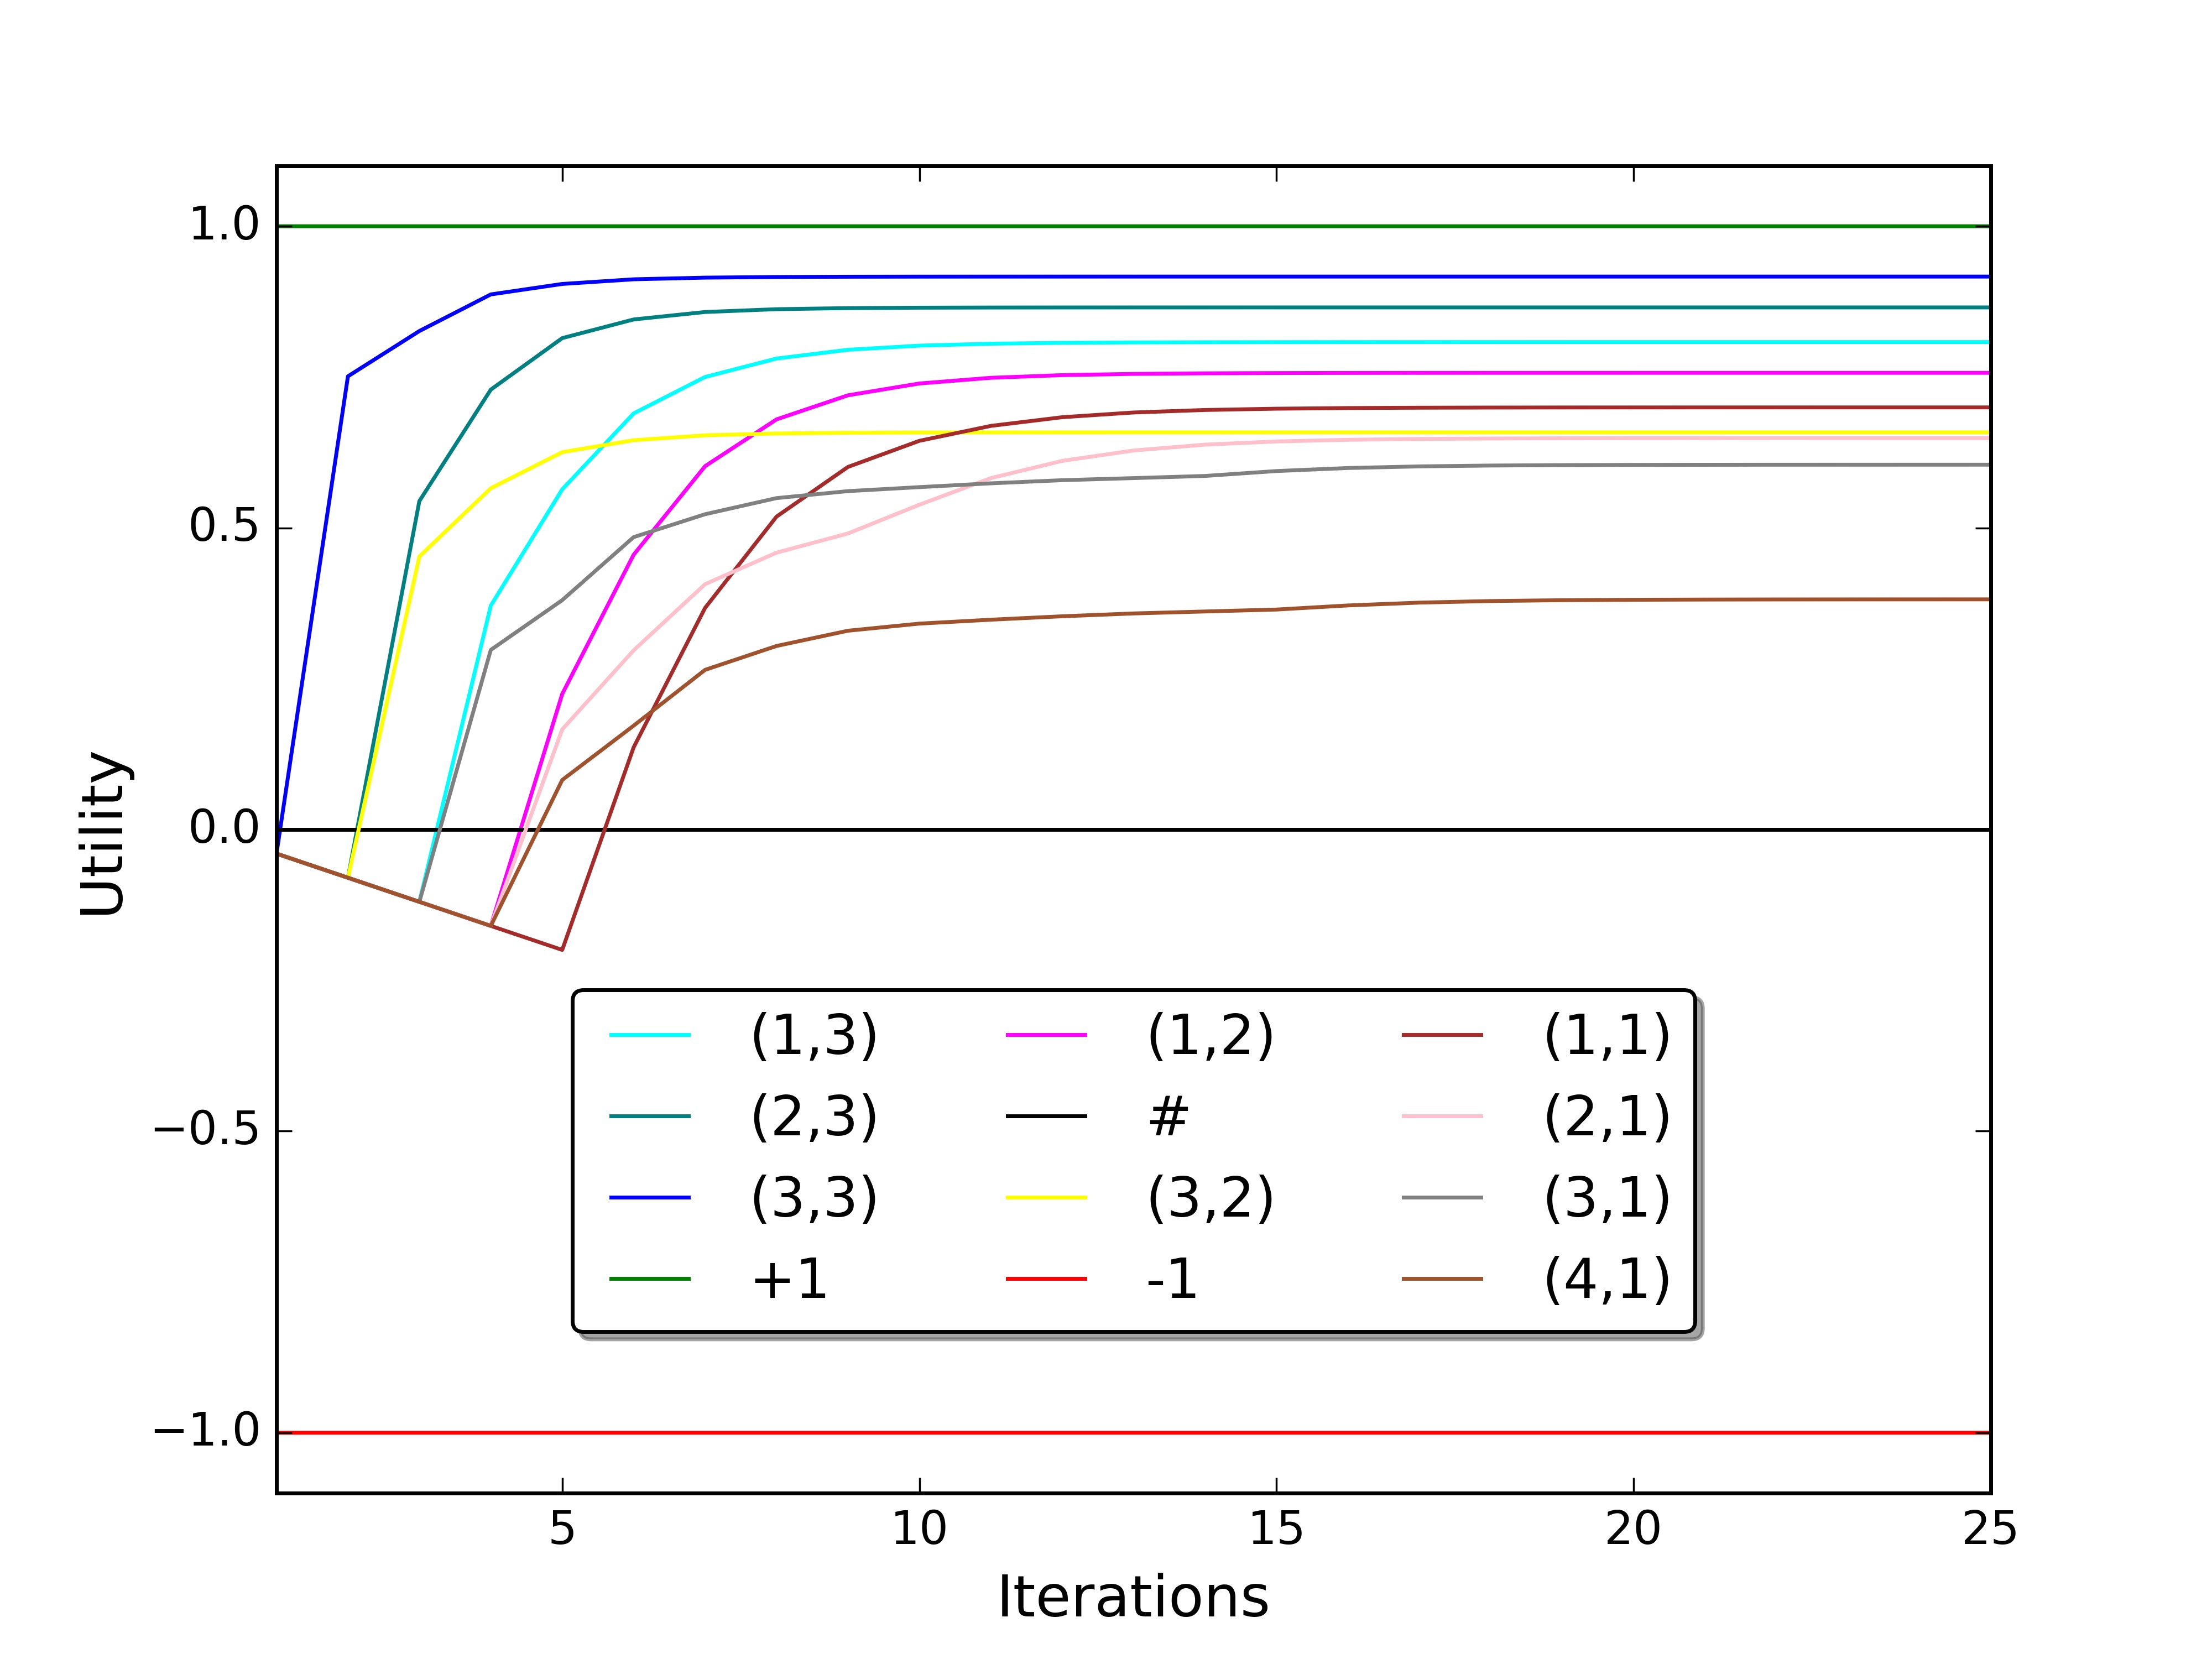 1.0
0.5
0.0
−0.5
−1.0
Utility
(1,3) (1,2) (1,1)
(2,3) # (2,1)
(3,3) (3,2) (3,1)
+1 -1 (4,1)
5 10 15 20 25
Iterations